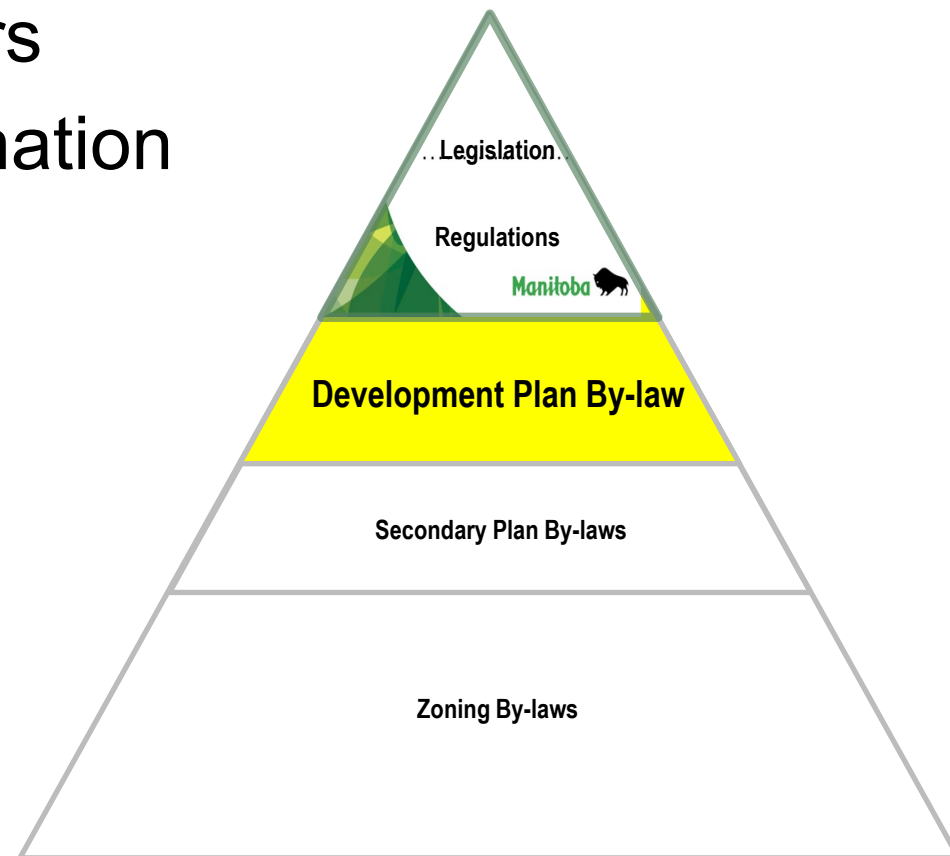 rs
nation
Legislation
Regulations
Manitoba
Development Plan By-law
Secondary Plan By-laws
Zoning By-laws